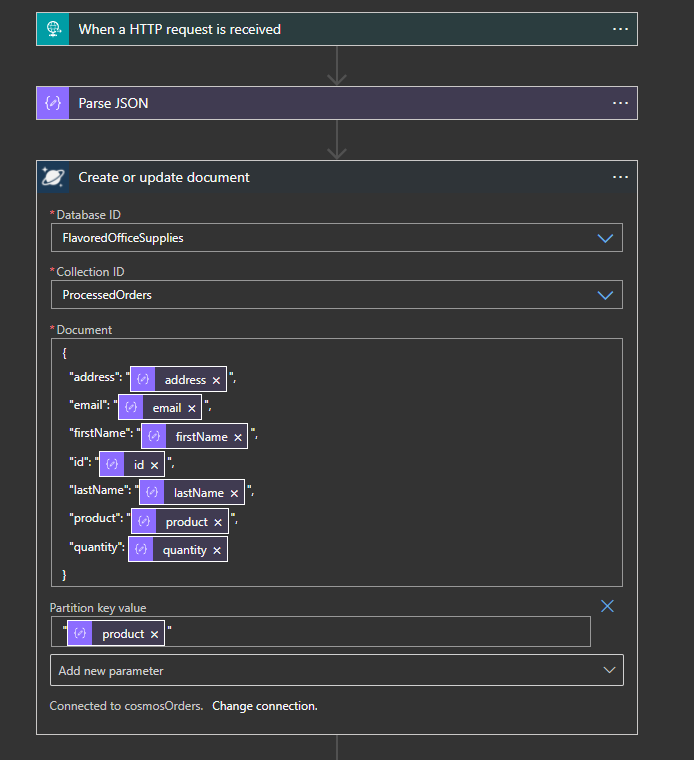 When a HTTP request is received ...
Parse JSON ...
Create or update document ...
* Database ID
FlavoredOfficeSupplies
* Collection ID
ProcessedOrders
* Document
{
"address": " address × ",
"email": " email × ",
"firstName": " firstName × ",
"id": " id × ",
"lastName": " lastName × ",
"product": " product × ",
"quantity": quantity ×
}
Partition key value
" product × "
Add new parameter
Connected to cosmosOrders. Change connection.